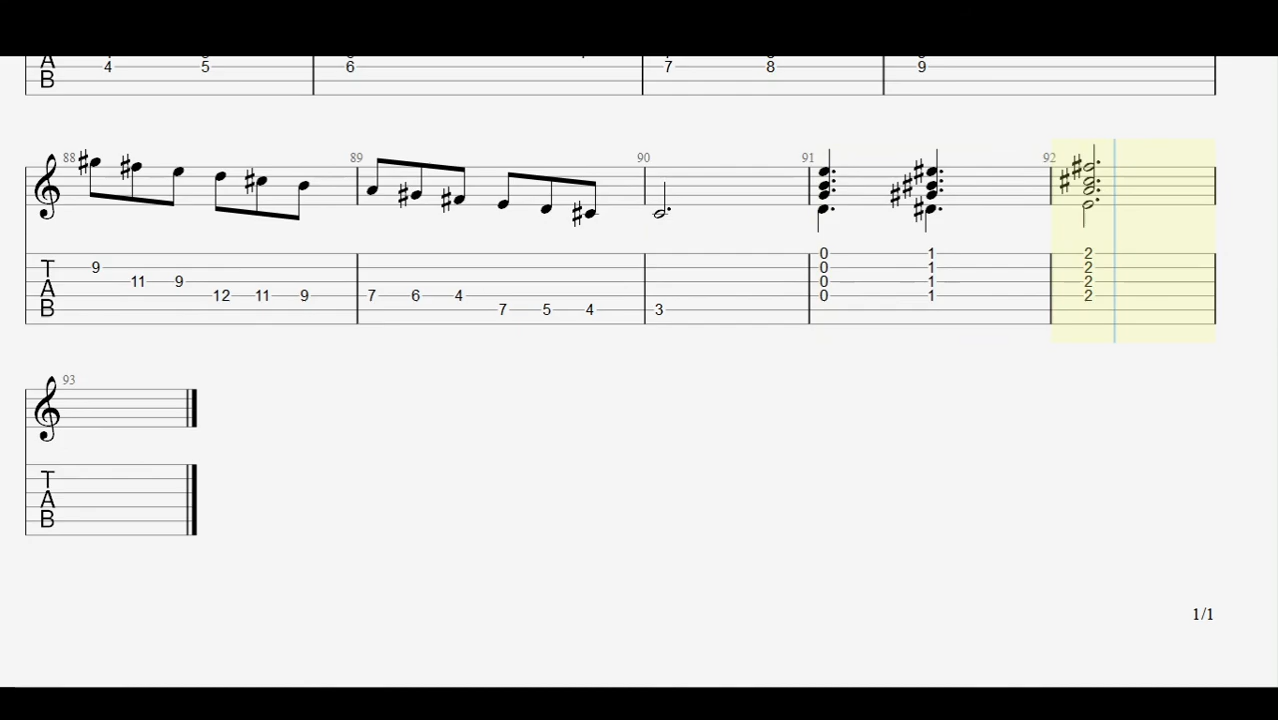 A 4 5 6 7 8 9
B
88 89 90 91 92
0 1 2
T 9 0 1 2
11 9 0 1 2
A 12 11 9 7 6 4 0 1 2
B 7 5 4 3
93
T
A
B
1/1